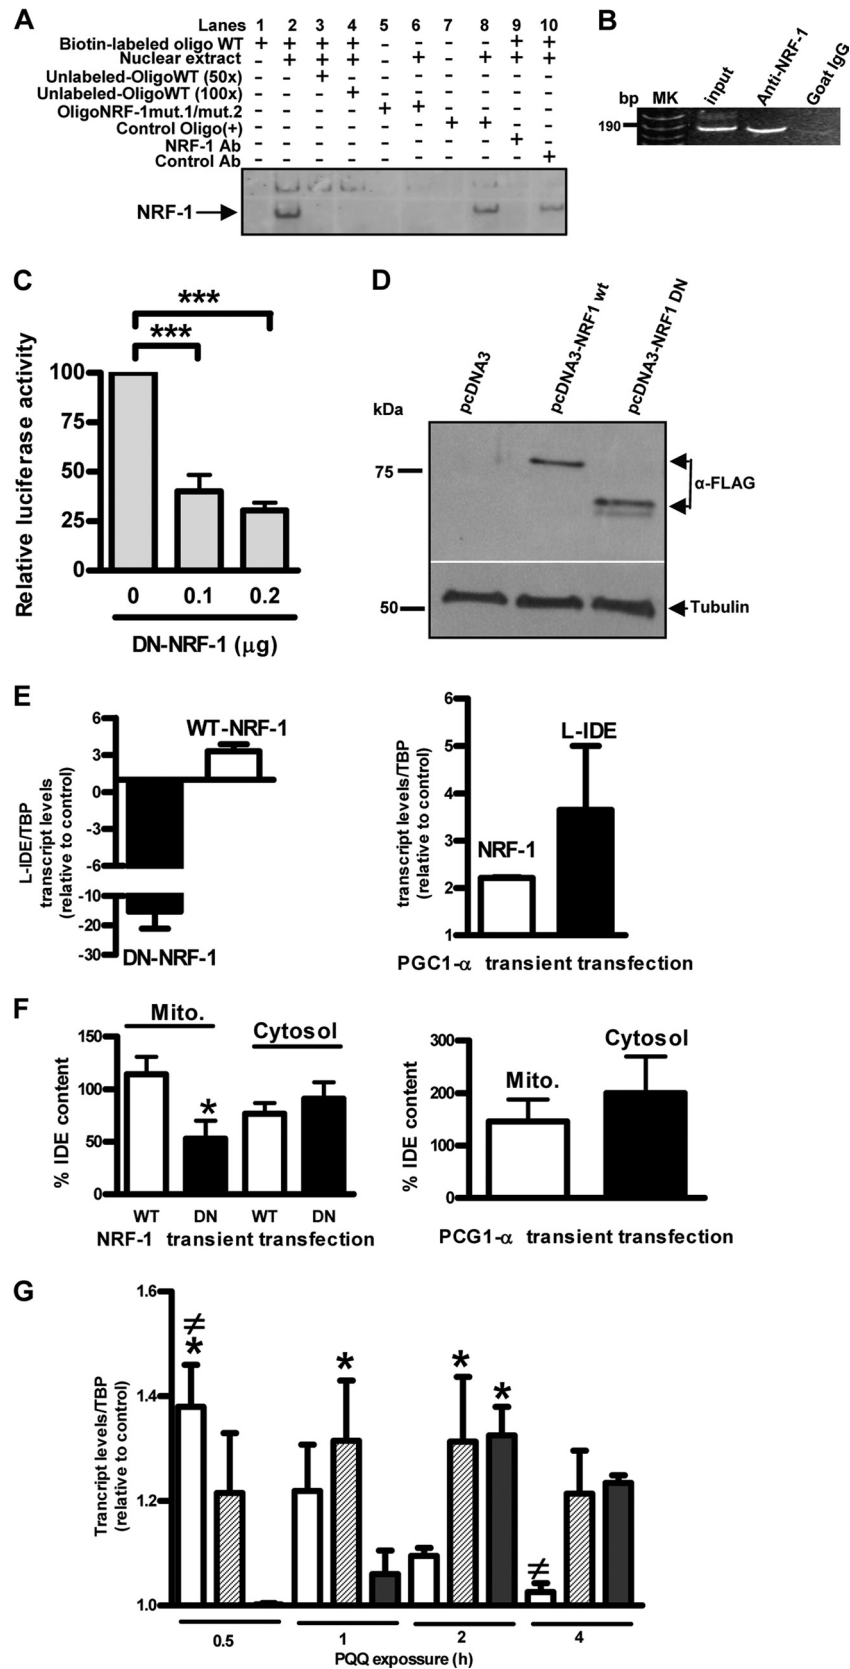 A
Lanes 1 2 3 4 5 6 7 8 9 10
Biotin-labeled oligo WT + + + + - - - - + +
Nuclear extract - + + + - + - + + +
Unlabeled-OligoWT (50x) - - + - - - - - - -
Unlabeled-OligoWT (100x) - - - + - - - - - -
OligoNRF-1mut.1/mut.2 - - - - + + - - - -
Control Oligo(+) - - - - - - + + - -
NRF-1 Ab - - - - - - - - + -
Control Ab - - - - - - - - - +
NRF-1
B
bp MK input Anti-NRF-1 Goat IgG
190
C
Relative luciferase activity
100
75
50
25
0
***
***
0 0.1 0.2
DN-NRF-1 (µg)
D
pcDNA3 pcDNA3-NRF1 wt pcDNA3-NRF1 DN
kDa
75
α-FLAG
50
Tubulin
E
L-IDE/TBP
transcript levels
(relative to control)
6
3
0
-3
-6
-10
-20
-30
WT-NRF-1
DN-NRF-1
transcript levels/TBP
(relative to control)
6
5
4
3
2
1
NRF-1
L-IDE
PGC1-α transient transfection
F
% IDE content
150
100
50
0
Mito.
Cytosol
*
WT DN WT DN
NRF-1 transient transfection
% IDE content
300
200
100
0
Mito.
Cytosol
PCG1-α transient transfection
G
Trancript levels/TBP
(relative to control)
1.6
1.4
1.2
1.0
≠
*
*
*
*
≠
0.5 1 2 4
PQQ expossure (h)